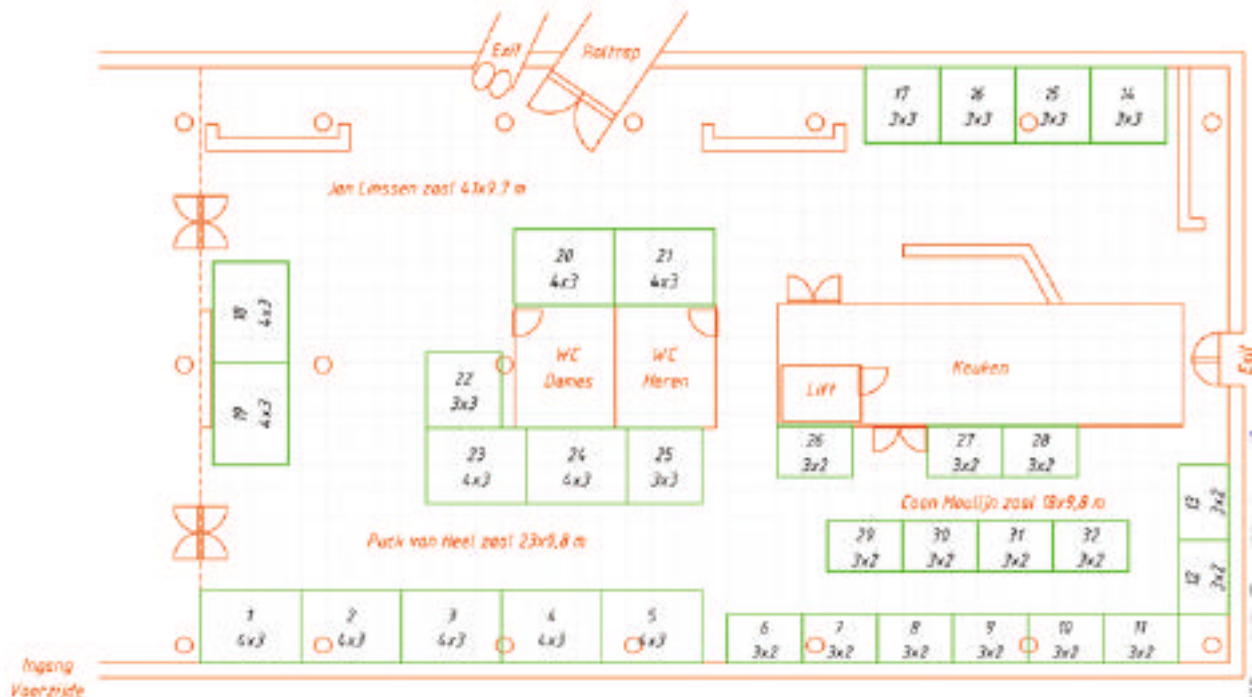 Exit
Roltrap
17
3x3
16
3x3
15
3x3
14
3x3
Jan Linssen zaal 41x9.7 m
20
4x3
21
4x3
18
4x3
19
4x3
WC
Dames
WC
Heren
Keuken
Lift
Exit
22
3x3
23
4x3
24
4x3
25
3x3
26
3x2
27
3x2
28
3x2
Coen Moolijn zaal 18x9,8 m
13
3x2
12
3x2
Puck van Heel zaal 23x9,8 m
29
3x2
30
3x2
31
3x2
32
3x2
1
4x3
2
4x3
3
4x3
4
4x3
5
4x3
6
3x2
7
3x2
8
3x2
9
3x2
10
3x2
11
3x2
Ingang
Voorzijde